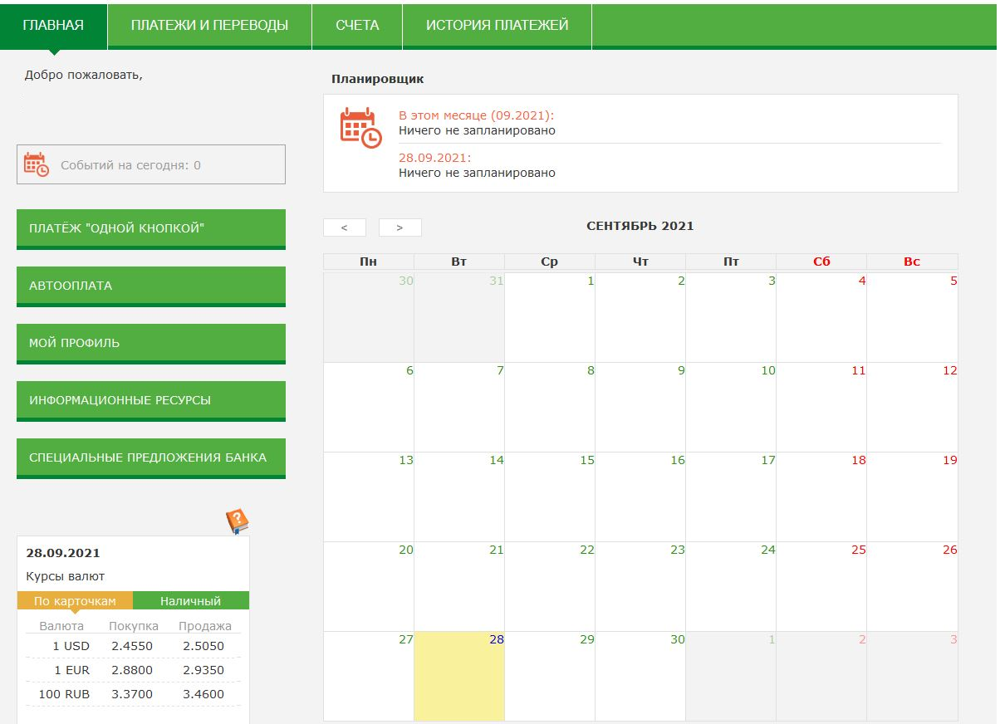 ГЛАВНАЯ ПЛАТЕЖИ И ПЕРЕВОДЫ СЧЕТА ИСТОРИЯ ПЛАТЕЖЕЙ
Добро пожаловать,
Событий на сегодня: 0
ПЛАТЁЖ "ОДНОЙ КНОПКОЙ"
АВТООПЛАТА
МОЙ ПРОФИЛЬ
ИНФОРМАЦИОННЫЕ РЕСУРСЫ
СПЕЦИАЛЬНЫЕ ПРЕДЛОЖЕНИЯ БАНКА
?
28.09.2021
Курсы валют
По карточкам Наличный
Валюта Покупка Продажа
1 USD 2.4550 2.5050
1 EUR 2.8800 2.9350
100 RUB 3.3700 3.4600
Планировщик
В этом месяце (09.2021):
Ничего не запланировано
28.09.2021:
Ничего не запланировано
< > СЕНТЯБРЬ 2021
Пн Вт Ср Чт Пт Сб Вс
30 31 1 2 3 4 5
6 7 8 9 10 11 12
13 14 15 16 17 18 19
20 21 22 23 24 25 26
27 28 29 30 1 2 3